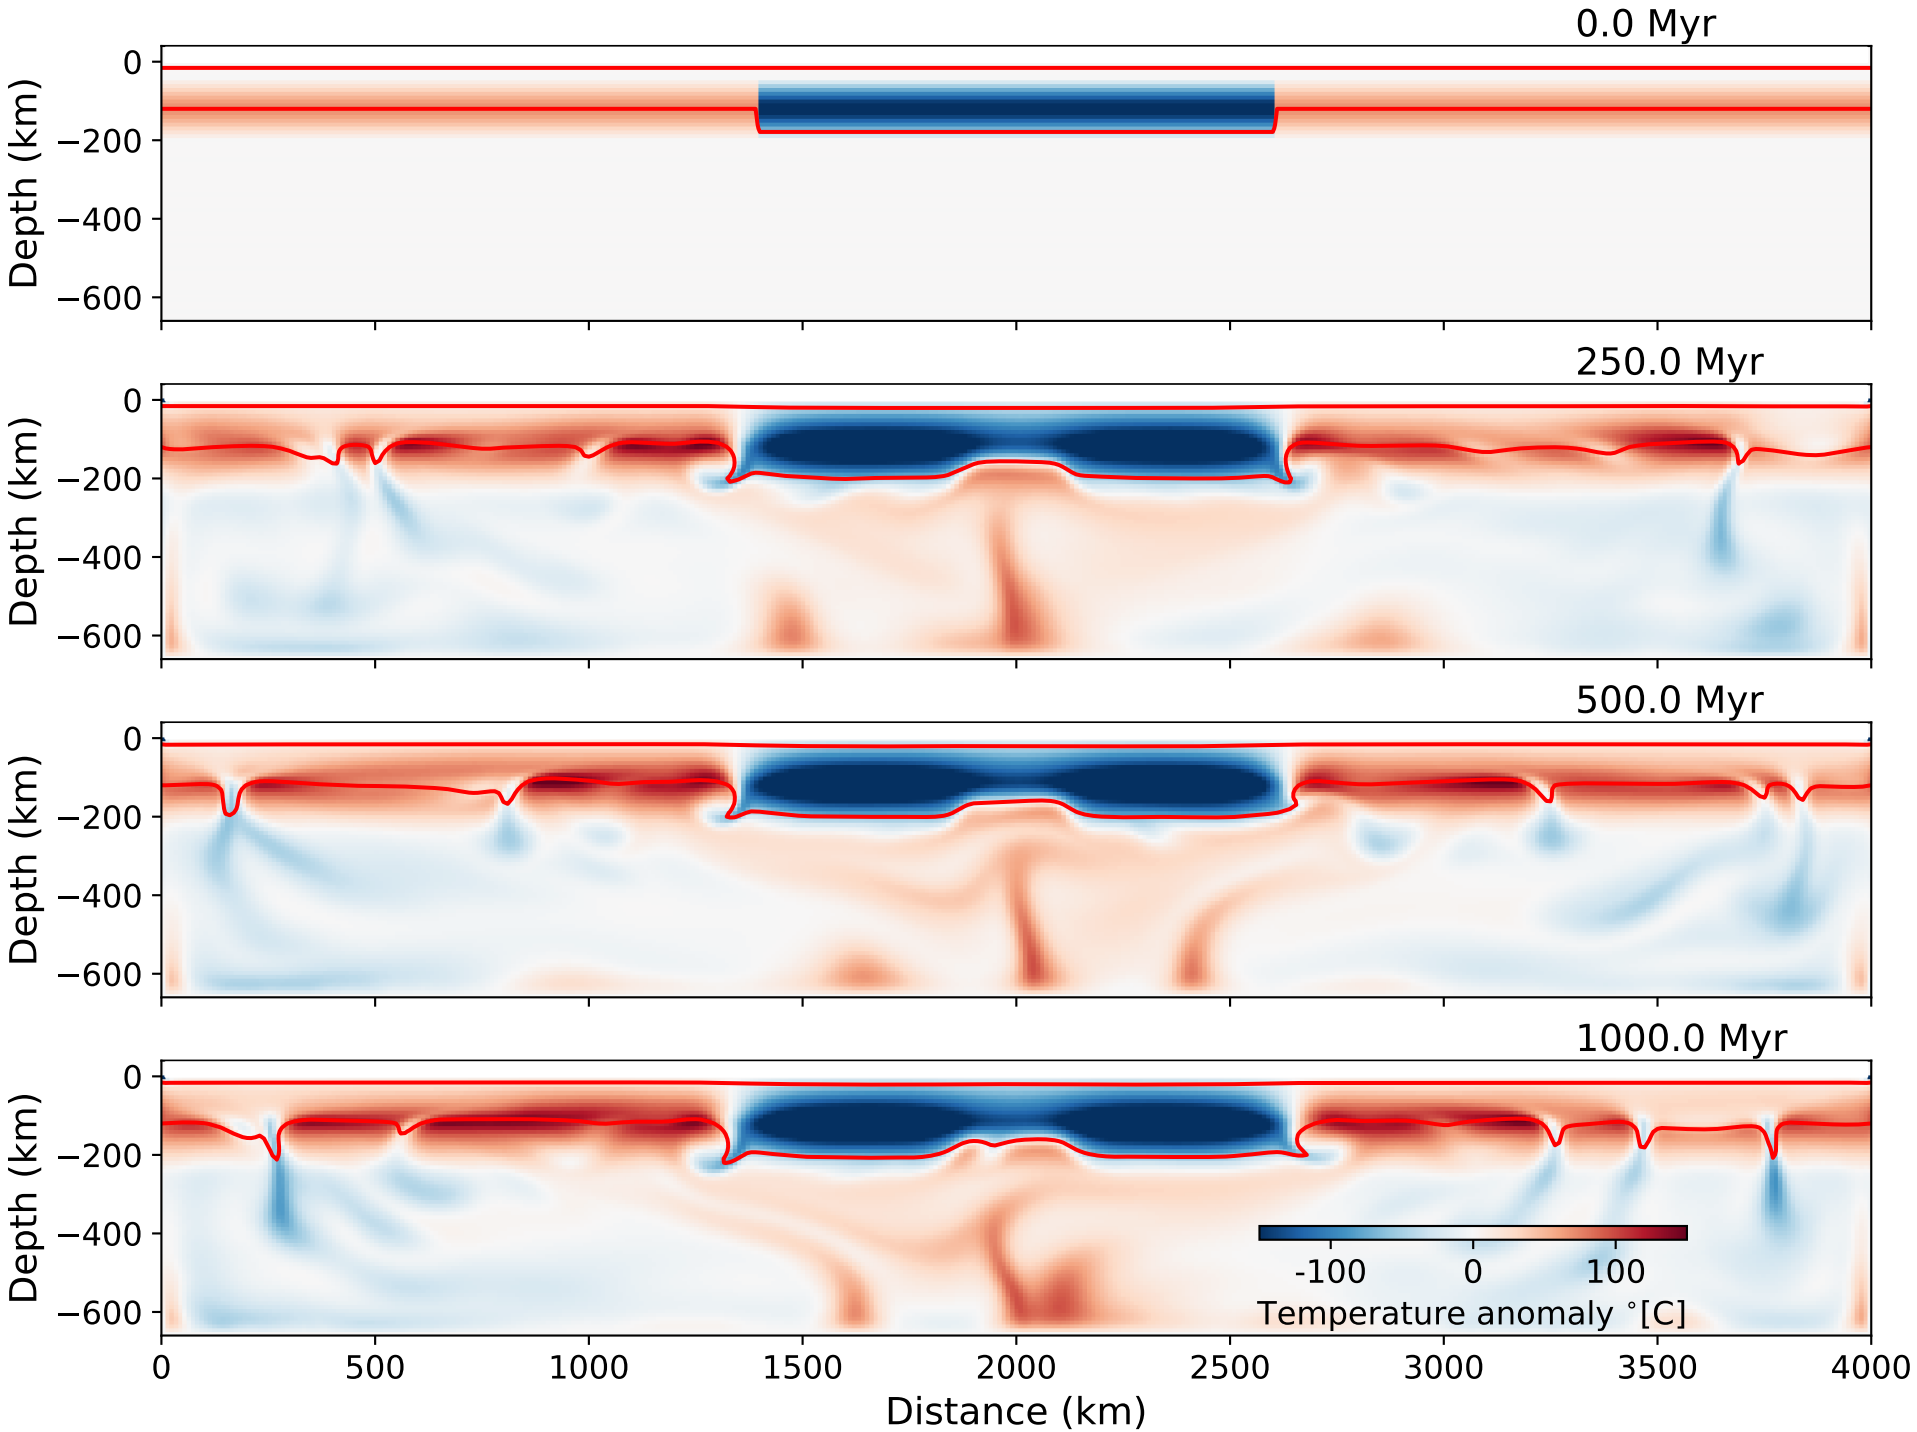 0.0 Myr
0
−200
−400
−600
Depth (km)
250.0 Myr
0
−200
−400
−600
Depth (km)
500.0 Myr
0
−200
−400
−600
Depth (km)
1000.0 Myr
0
−200
−400
−600
Depth (km)
-100 0 100
Temperature anomaly °[C]
0 500 1000 1500 2000 2500 3000 3500 4000
Distance (km)